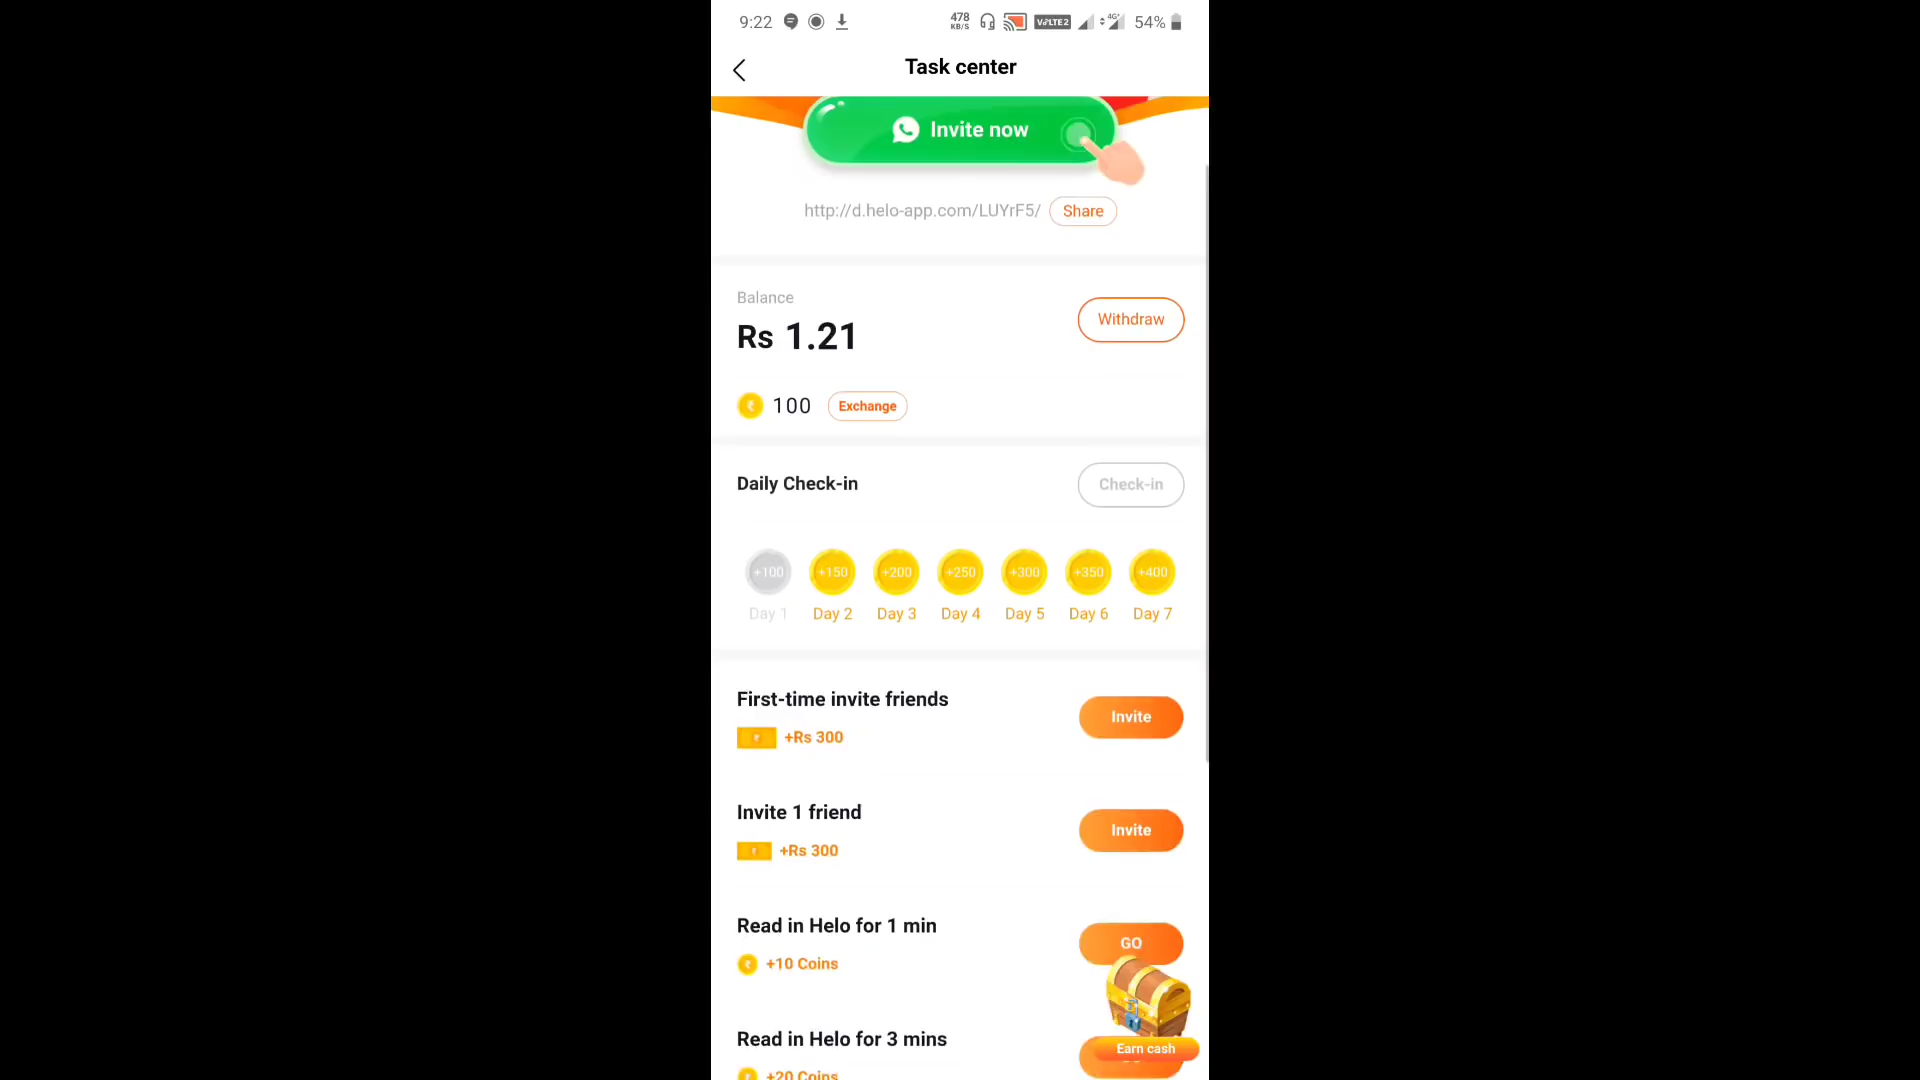 9:22 478 KB/S VoLTE2 4G+ 54%
Task center
Invite now
http://d.helo-app.com/LUYrF5/ Share
Balance
Rs 1.21
Withdraw
100 Exchange
Daily Check-in
Check-in
+100 +150 +200 +250 +300 +350 +400
Day 1 Day 2 Day 3 Day 4 Day 5 Day 6 Day 7
First-time invite friends
+Rs 300
Invite
Invite 1 friend
+Rs 300
Invite
Read in Helo for 1 min
+10 Coins
GO
Read in Helo for 3 mins
+20 Coins
Earn cash